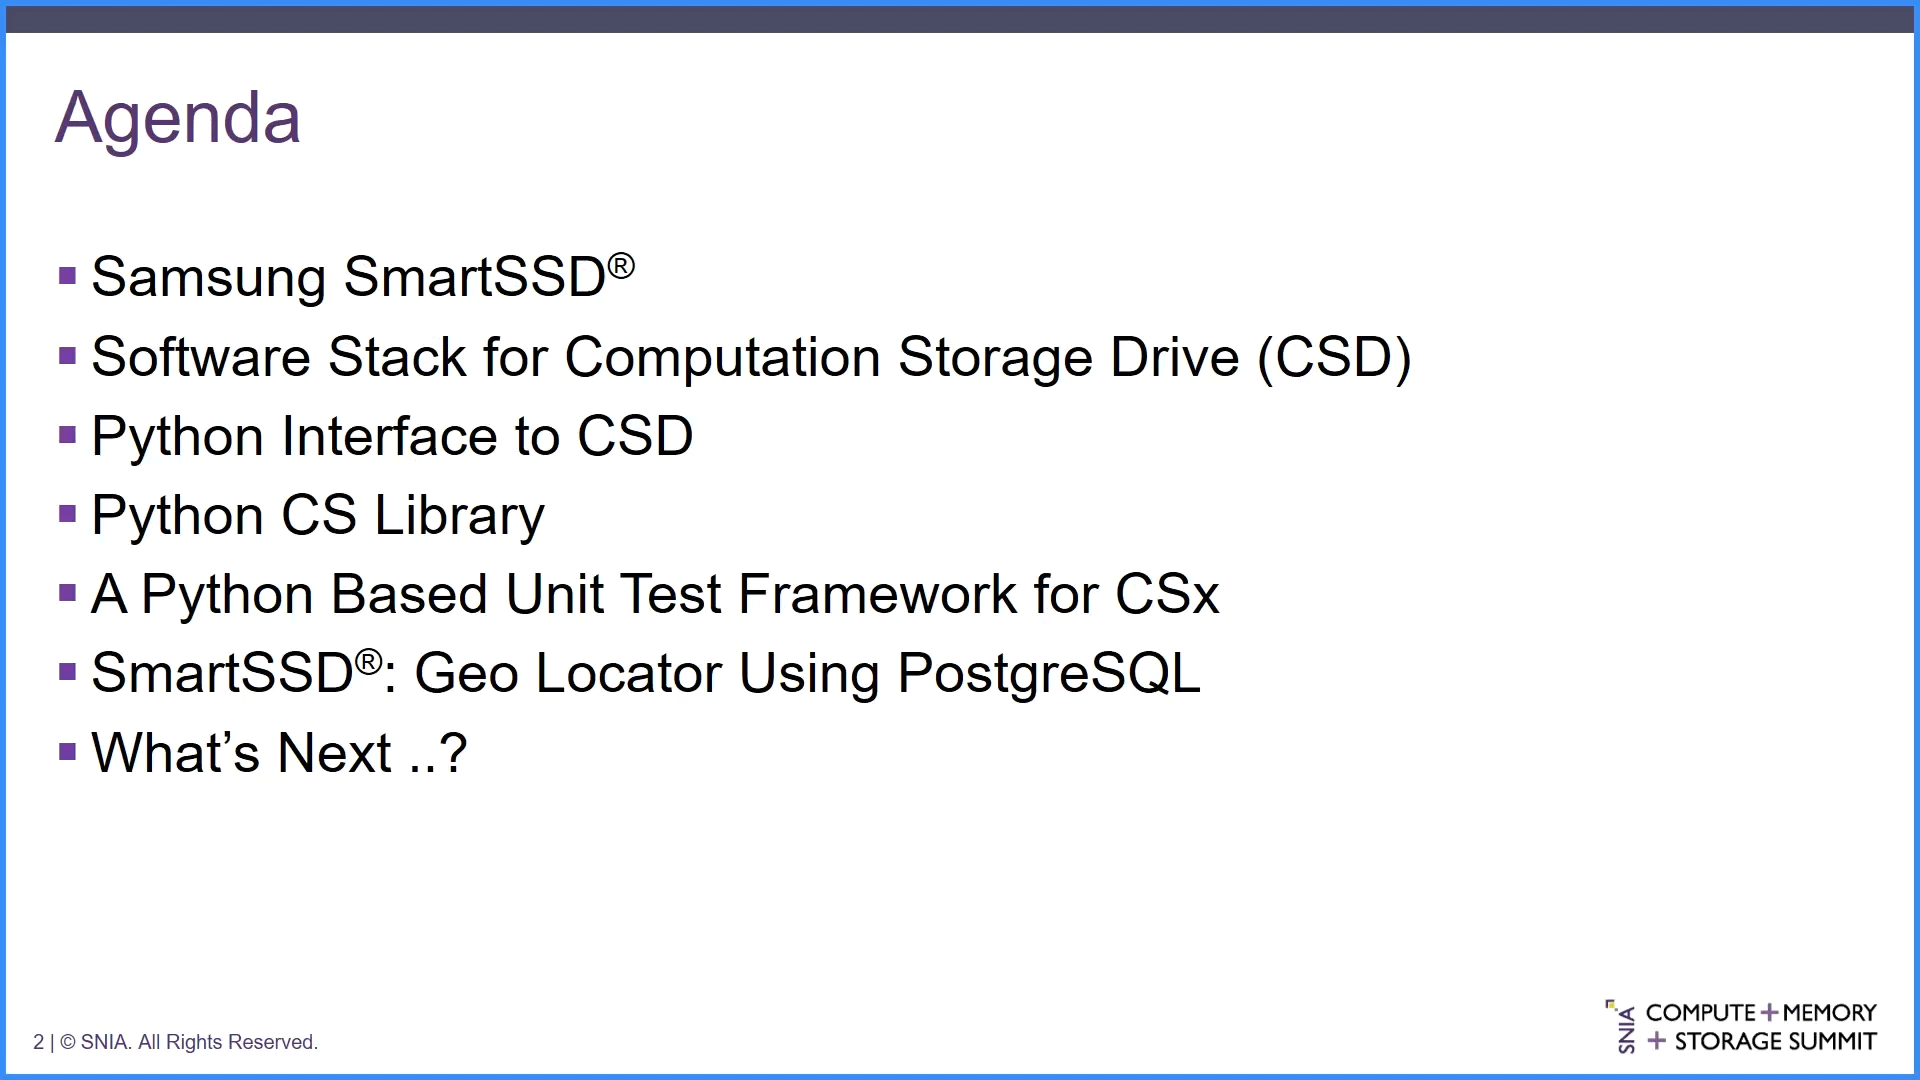 Agenda
▪ Samsung SmartSSD®
▪ Software Stack for Computation Storage Drive (CSD)
▪ Python Interface to CSD
▪ Python CS Library
▪ A Python Based Unit Test Framework for CSx
▪ SmartSSD®: Geo Locator Using PostgreSQL
▪ What’s Next ..?
2 | © SNIA. All Rights Reserved.
SNIA
COMPUTE + MEMORY
+ STORAGE SUMMIT